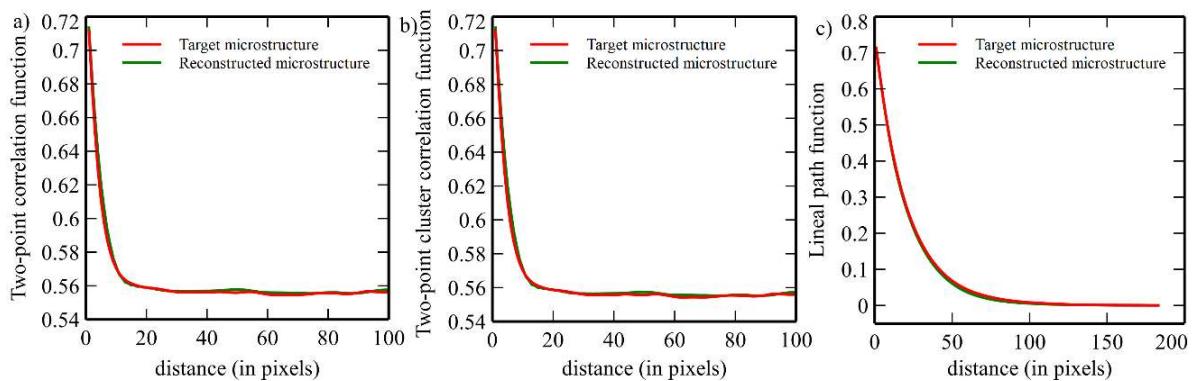 a)
Two-point correlation function
0.72
0.7
0.68
0.66
0.64
0.62
0.6
0.58
0.56
0.54
Target microstructure
Reconstructed microstructure
0 20 40 60 80 100
distance (in pixels)
b)
Two-point cluster correlation function
0.72
0.7
0.68
0.66
0.64
0.62
0.6
0.58
0.56
0.54
Target microstructure
Reconstructed microstructure
0 20 40 60 80 100
distance (in pixels)
c)
Lineal path function
0.8
0.7
0.6
0.5
0.4
0.3
0.2
0.1
0
Target microstructure
Reconstructed microstructure
0 50 100 150 200
distance (in pixels)